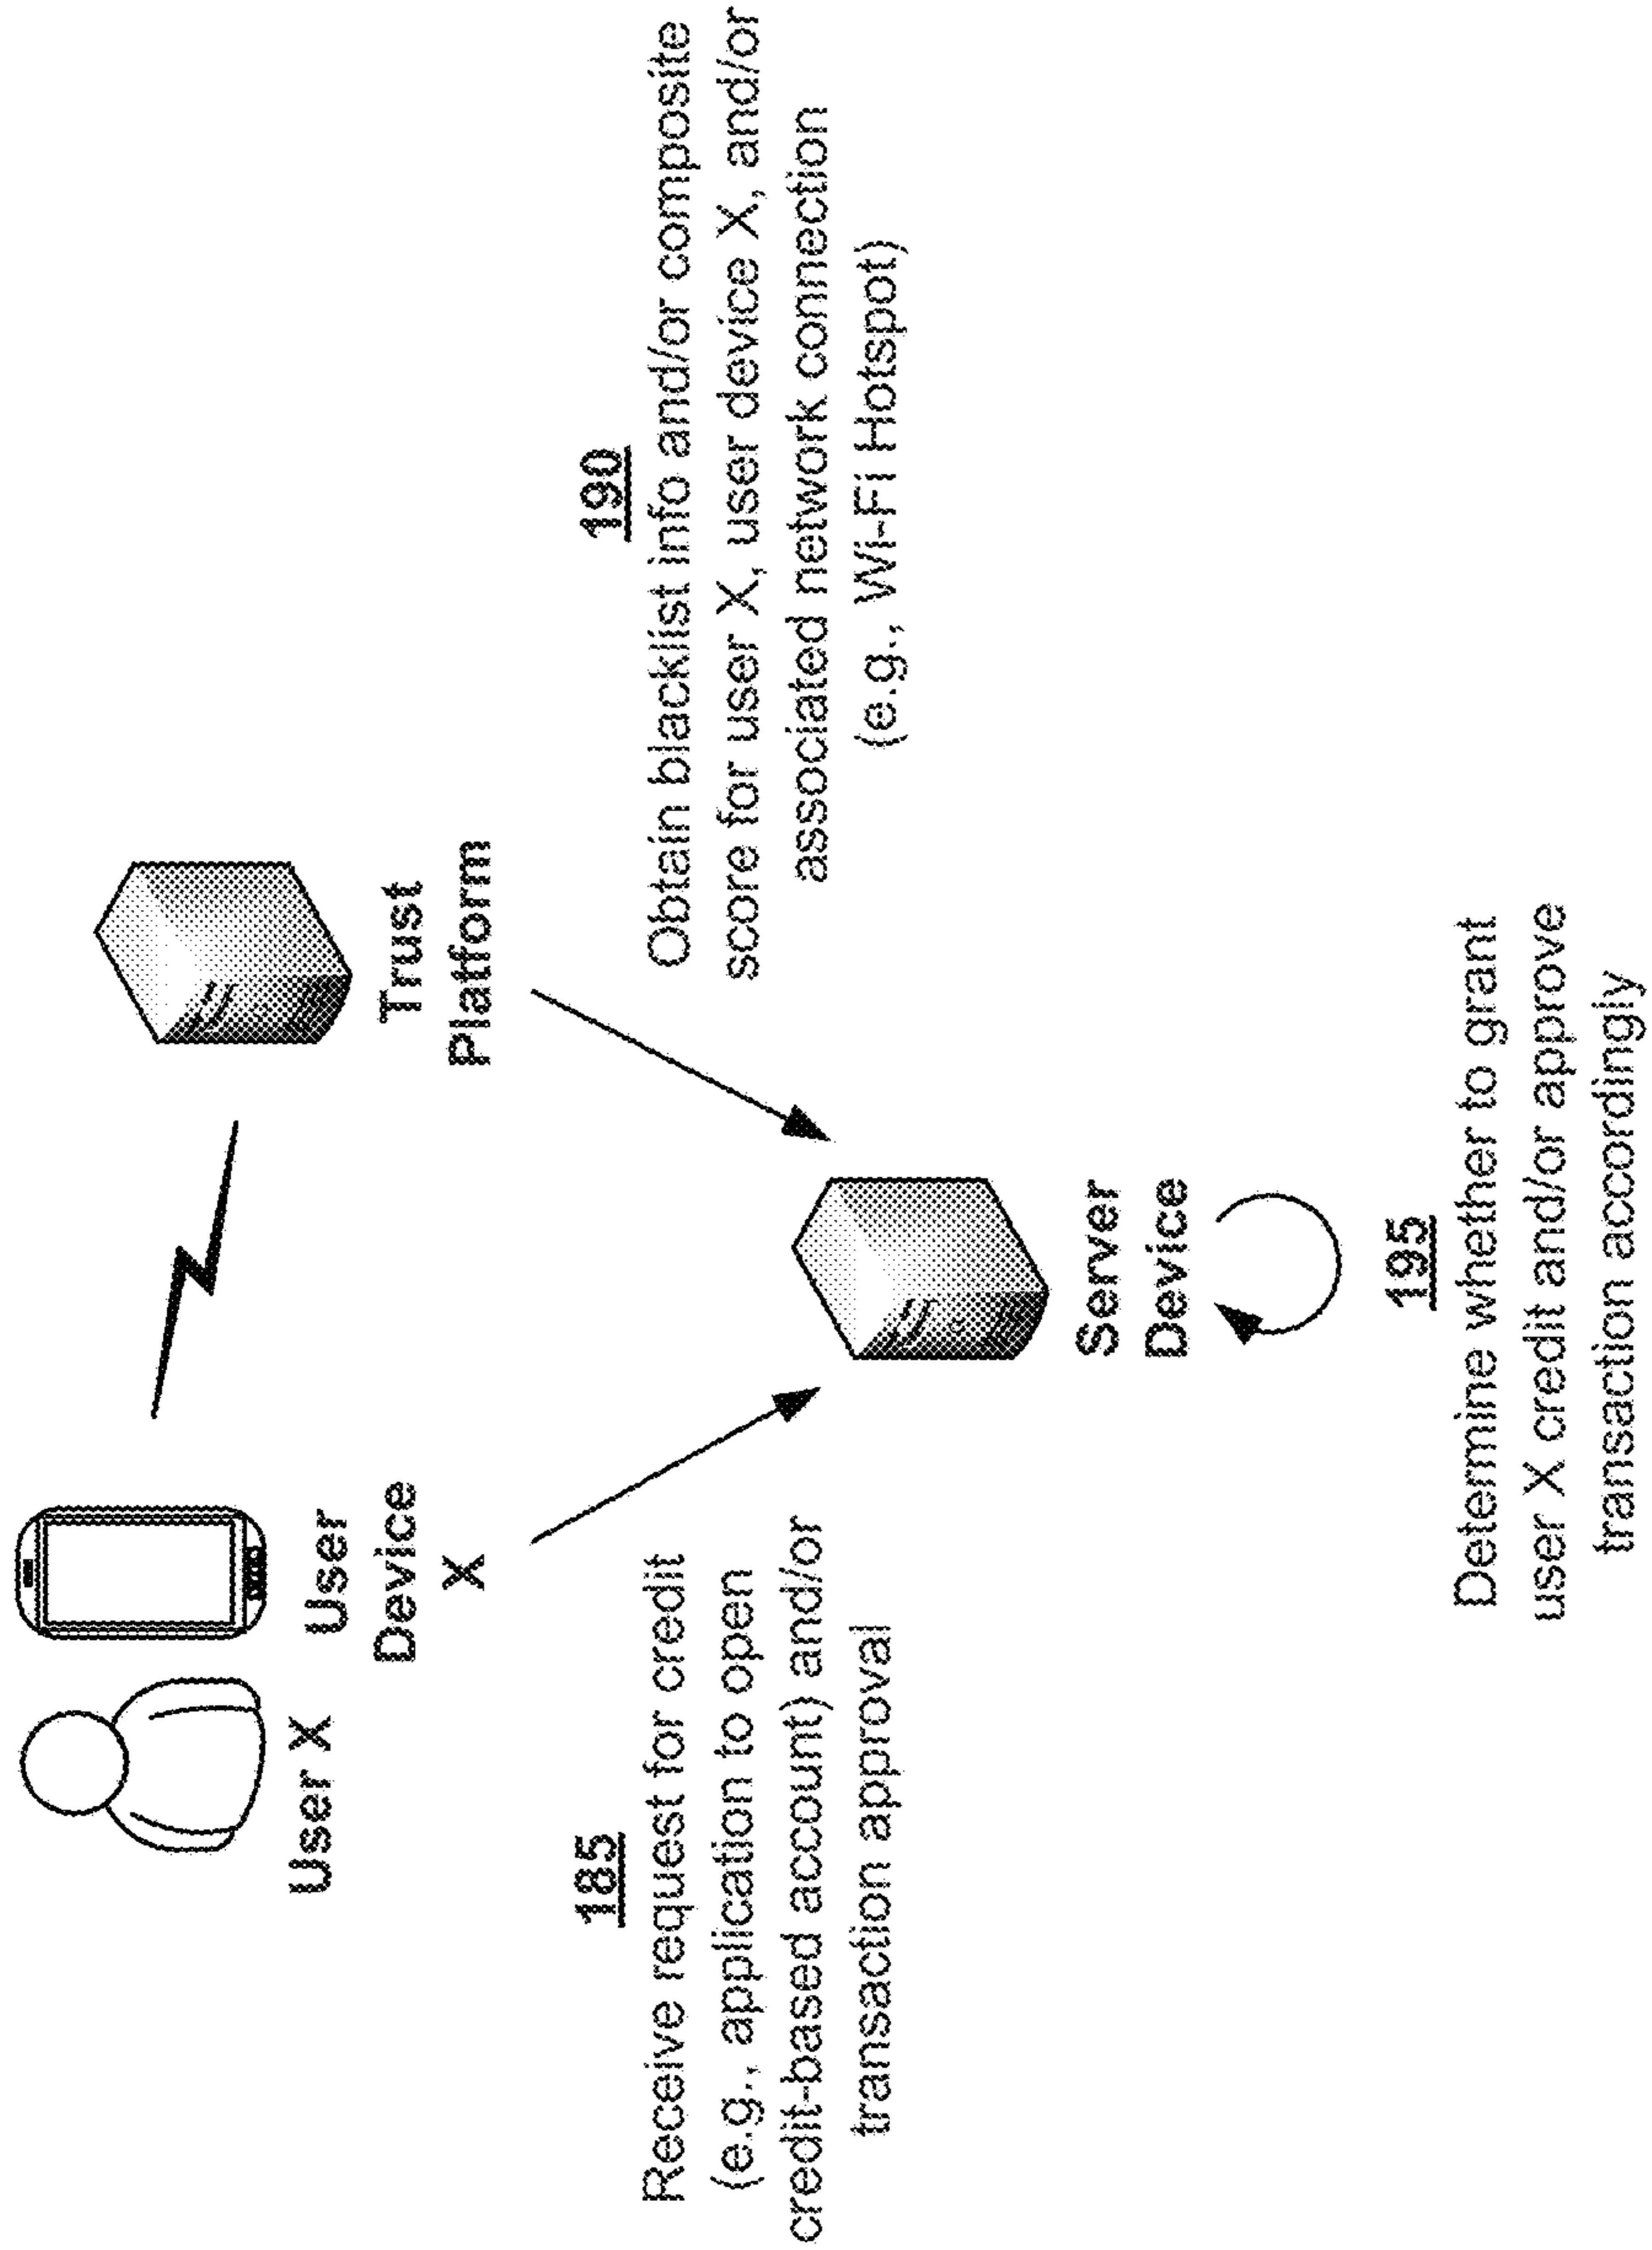 User X
User
Device
X
Trust
Platform
185
Receive request for credit
(e.g., application to open
credit-based account) and/or
transaction approval
190
Obtain blacklist info and/or composite
score for user X, user device X, and/or
associated network connection
(e.g., Wi-Fi Hotspot)
Server
Device
195
Determine whether to grant
user X credit and/or approve
transaction accordingly